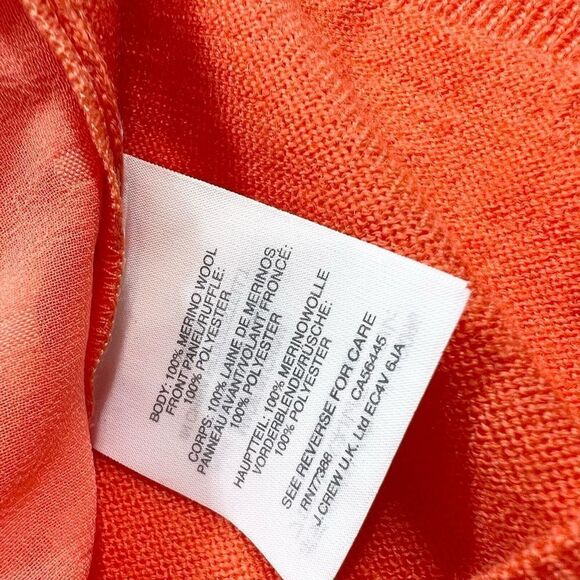 BODY: 100% MERINO WOOL
FRONT PANEL/RUFFLE:
100% POLYESTER
CORPS: 100% LAINE DE MERINOS
PANNEAU AVANT/VOLANT FRONCÉ:
100% POLYESTER
HAUPTTEIL: 100% MERINOWOLLE
VORDERBLENDE/RÜSCHE:
100% POLYESTER
SEE REVERSE FOR CARE
RN77388 CA56445
J.CREW U.K. Ltd EC4V 6JA